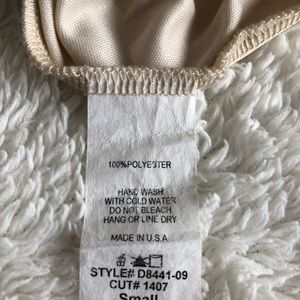 100%POLYESTER
HAND WASH
WITH COLD WATER
DO NOT BLEACH
HANG OR LINE DRY
MADE IN U.S.A
STYLE# D8441-09
CUT# 1407
Small